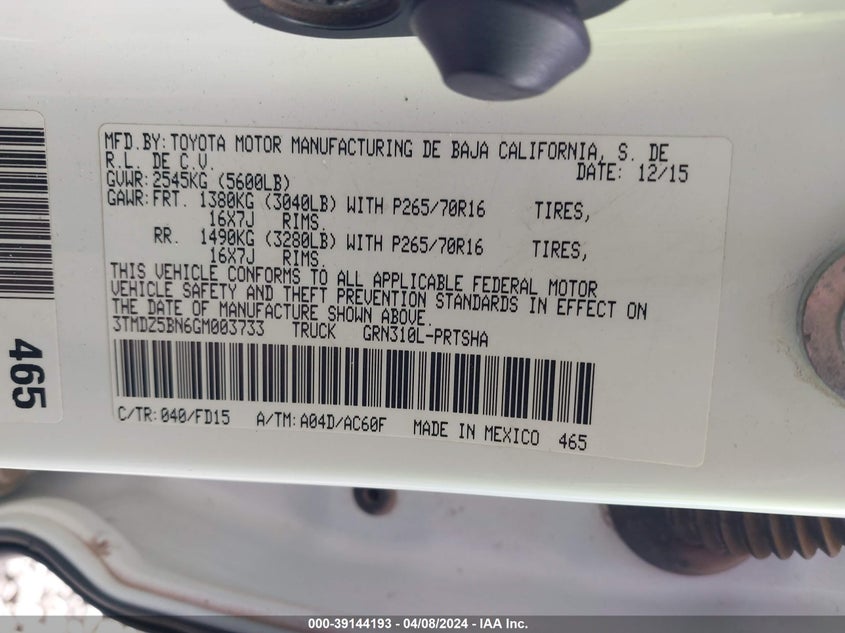 MFD.BY: TOYOTA MOTOR MANUFACTURING DE BAJA CALIFORNIA, S. DE
R.L. DE C.V. DATE: 12/15
GVWR: 2545KG (5600LB)
GAWR: FRT. 1380KG (3040LB) WITH P265/70R16 TIRES,
16X7J RIMS.
RR. 1490KG (3280LB) WITH P265/70R16 TIRES,
16X7J RIMS.
THIS VEHICLE CONFORMS TO ALL APPLICABLE FEDERAL MOTOR
VEHICLE SAFETY AND THEFT PREVENTION STANDARDS IN EFFECT ON
THE DATE OF MANUFACTURE SHOWN ABOVE.
3TMDZ5BN6GM003733 TRUCK GRN310L-PRTSHA
C/TR: 040/FD15 A/TM: A04D/AC60F MADE IN MEXICO 465
465
000-39144193 - 04/08/2024 - IAA Inc.